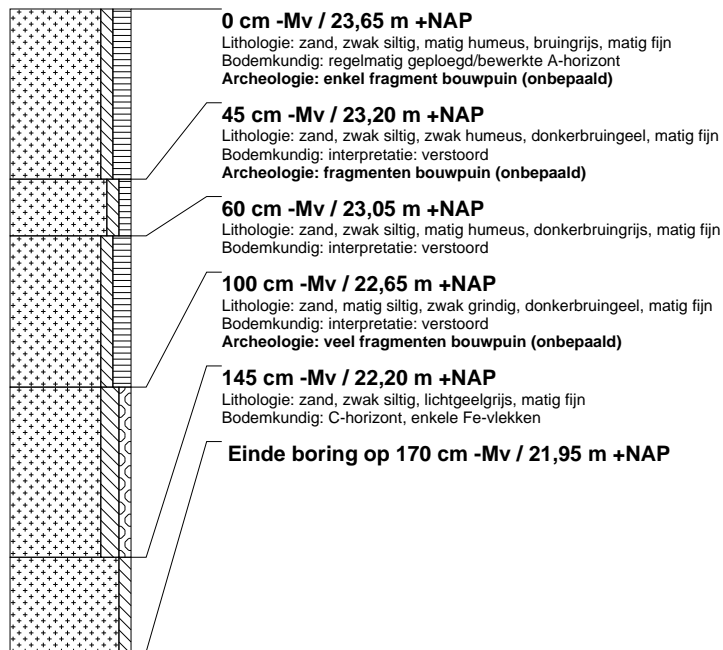 0 cm -Mv / 23,65 m +NAP
Lithologie: zand, zwak siltig, matig humeus, bruingrijs, matig fijn
Bodemkundig: regelmatig geploegd/bewerkte A-horizont
Archeologie: enkel fragment bouwpuin (onbepaald)
45 cm -Mv / 23,20 m +NAP
Lithologie: zand, zwak siltig, zwak humeus, donkerbruingeel, matig fijn
Bodemkundig: interpretatie: verstoord
Archeologie: fragmenten bouwpuin (onbepaald)
60 cm -Mv / 23,05 m +NAP
Lithologie: zand, zwak siltig, matig humeus, donkerbruingrijs, matig fijn
Bodemkundig: interpretatie: verstoord
100 cm -Mv / 22,65 m +NAP
Lithologie: zand, matig siltig, zwak grindig, donkerbruingeel, matig fijn
Bodemkundig: interpretatie: verstoord
Archeologie: veel fragmenten bouwpuin (onbepaald)
145 cm -Mv / 22,20 m +NAP
Lithologie: zand, zwak siltig, lichtgeelgrijs, matig fijn
Bodemkundig: C-horizont, enkele Fe-vlekken
Einde boring op 170 cm -Mv / 21,95 m +NAP